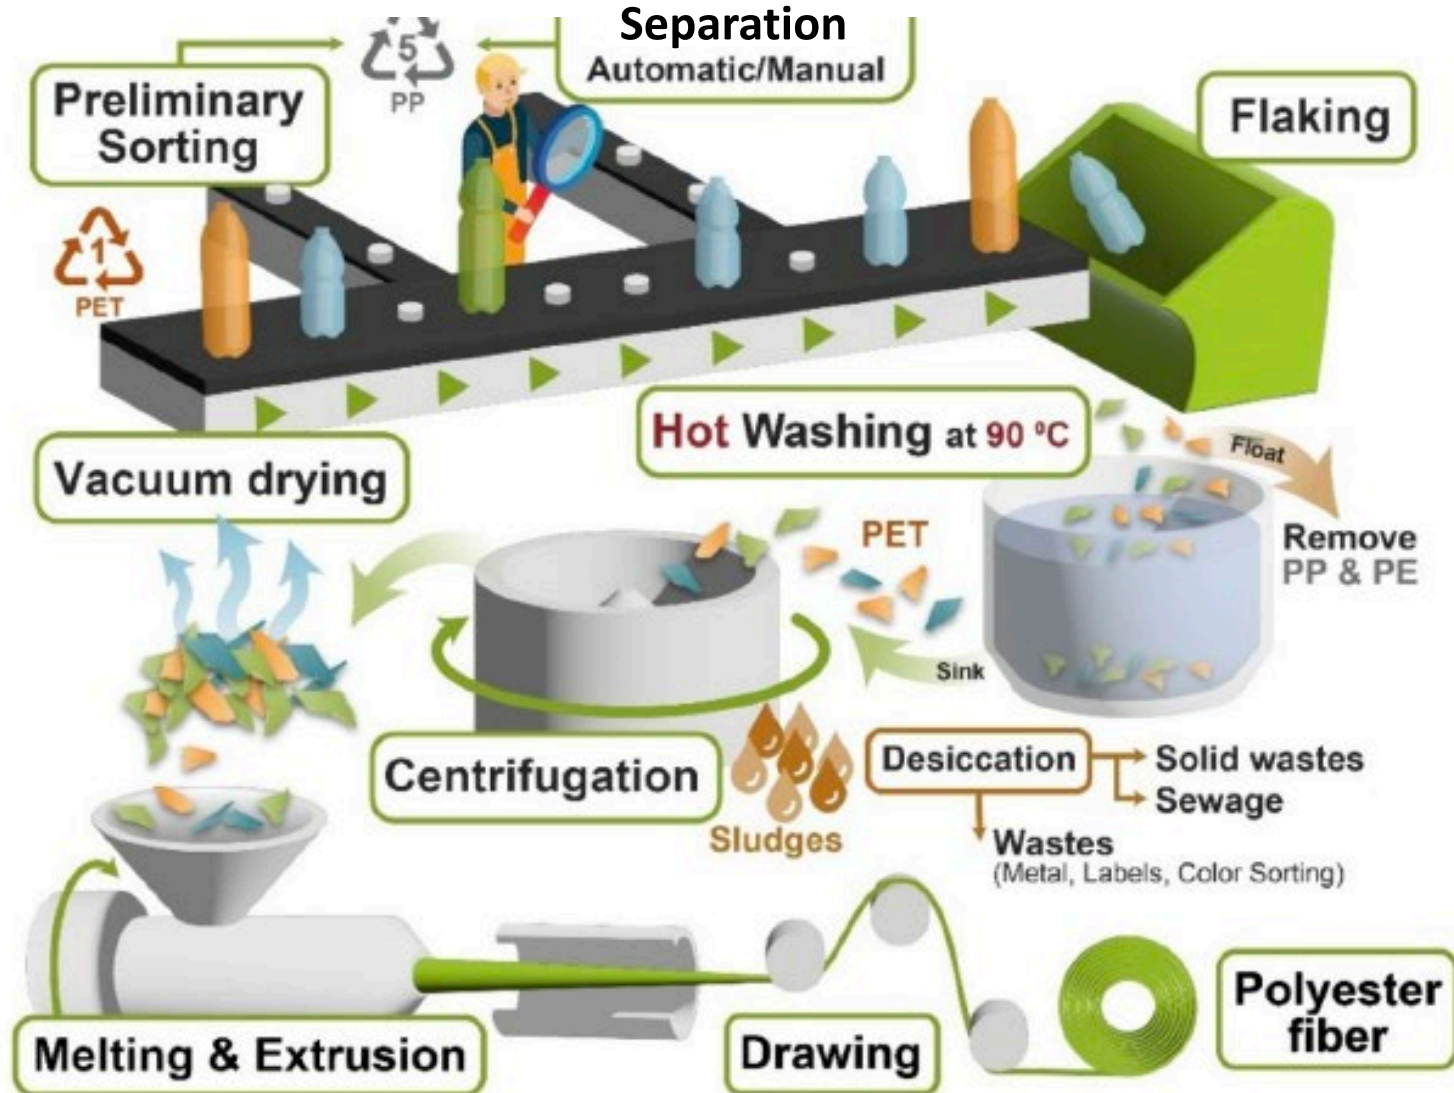 Separation
Automatic/Manual
5
PP
Preliminary
Sorting
Flaking
1
PET
Hot Washing at 90 ºC
Vacuum drying
Float
PET
Remove
PP & PE
Sink
Centrifugation
Desiccation
Solid wastes
Sewage
Sludges
Wastes
(Metal, Labels, Color Sorting)
Polyester
fiber
Melting & Extrusion
Drawing